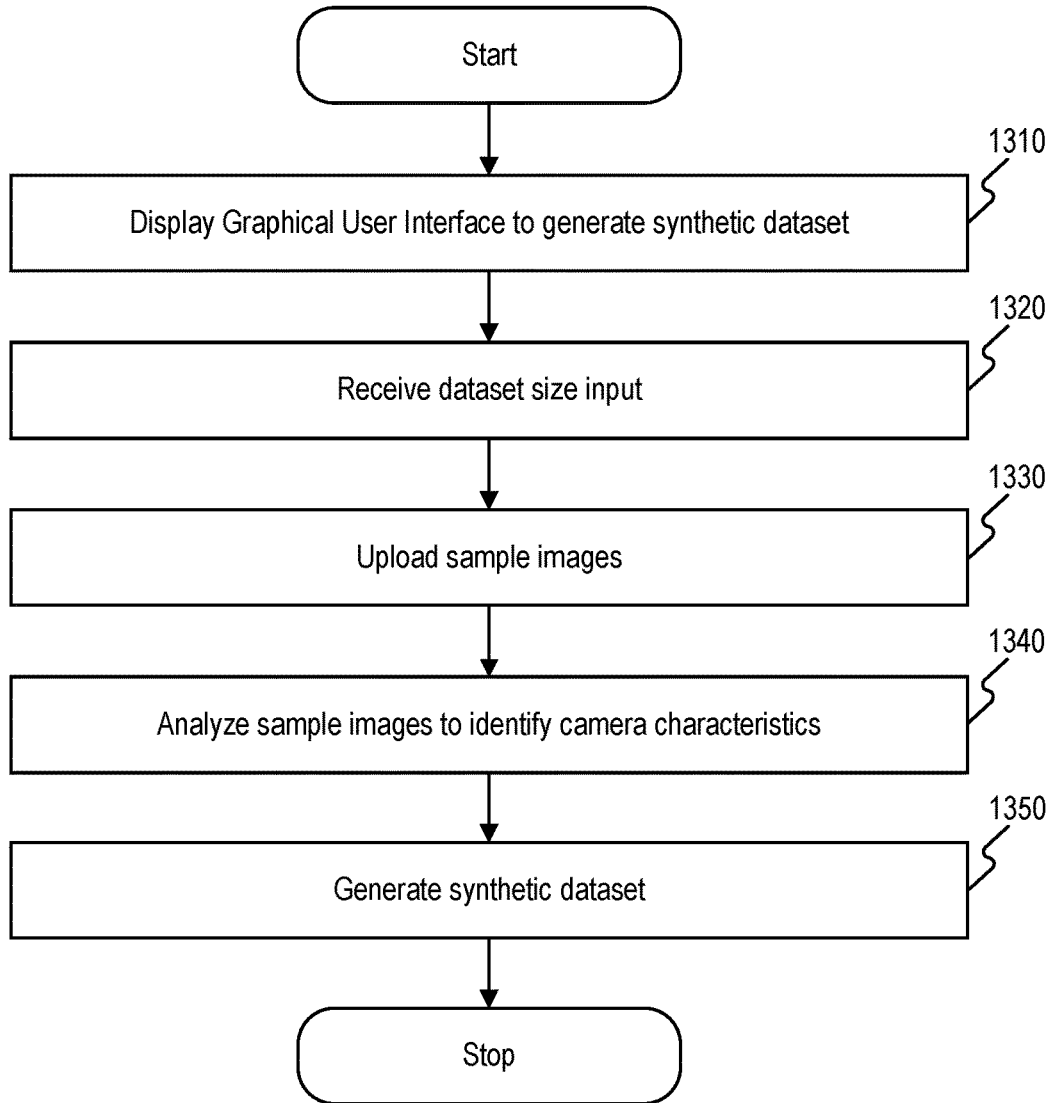 Start
1310
Display Graphical User Interface to generate synthetic dataset
1320
Receive dataset size input
1330
Upload sample images
1340
Analyze sample images to identify camera characteristics
1350
Generate synthetic dataset
Stop